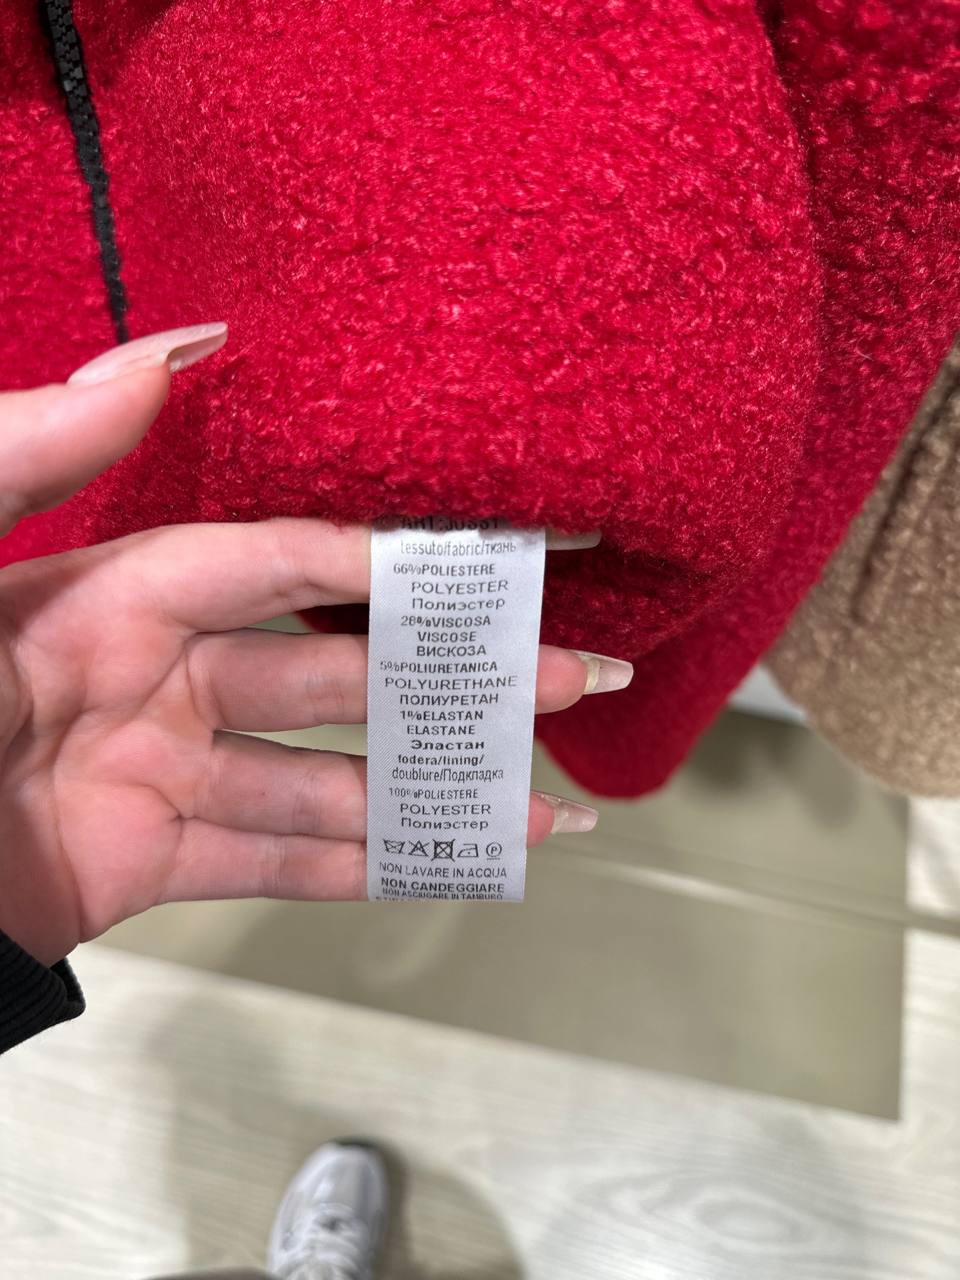 tessuto/fabric/ткань
66%POLIESTERE
POLYESTER
Полиэстер
28%VISCOSA
VISCOSE
ВИСКОЗА
5%POLIURETANICA
POLYURETHANE
ПОЛИУРЕТАН
1%ELASTAN
ELASTANE
Эластан
fodera/lining/
doublure/Подкладка
100%POLIESTERE
POLYESTER
Полиэстер
NON LAVARE IN ACQUA
NON CANDEGGIARE
NON ASCIUGARE IN TAMBURO